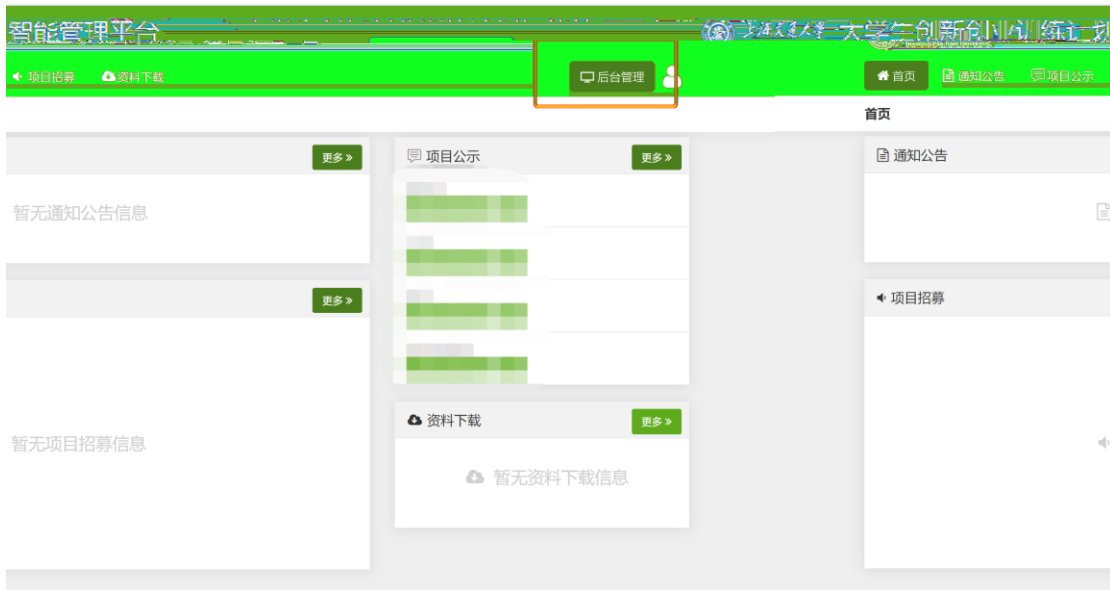 智能管理平台
大学生创新创业训练计划
项目招募 资料下载
后台管理
首页 通知公告 项目公示
首页
更多
项目公示 更多
通知公告
暂无通知公告信息
更多
项目招募
资料下载 更多
暂无项目招募信息
暂无资料下载信息